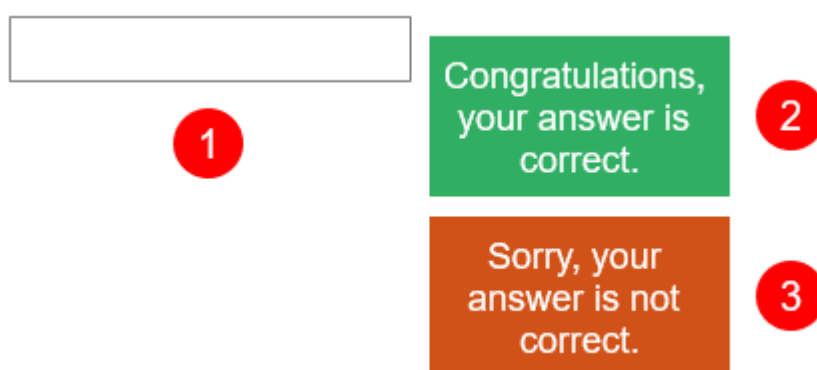 Congratulations,
your answer is
correct.
2
1
Sorry, your
answer is not
correct.
3